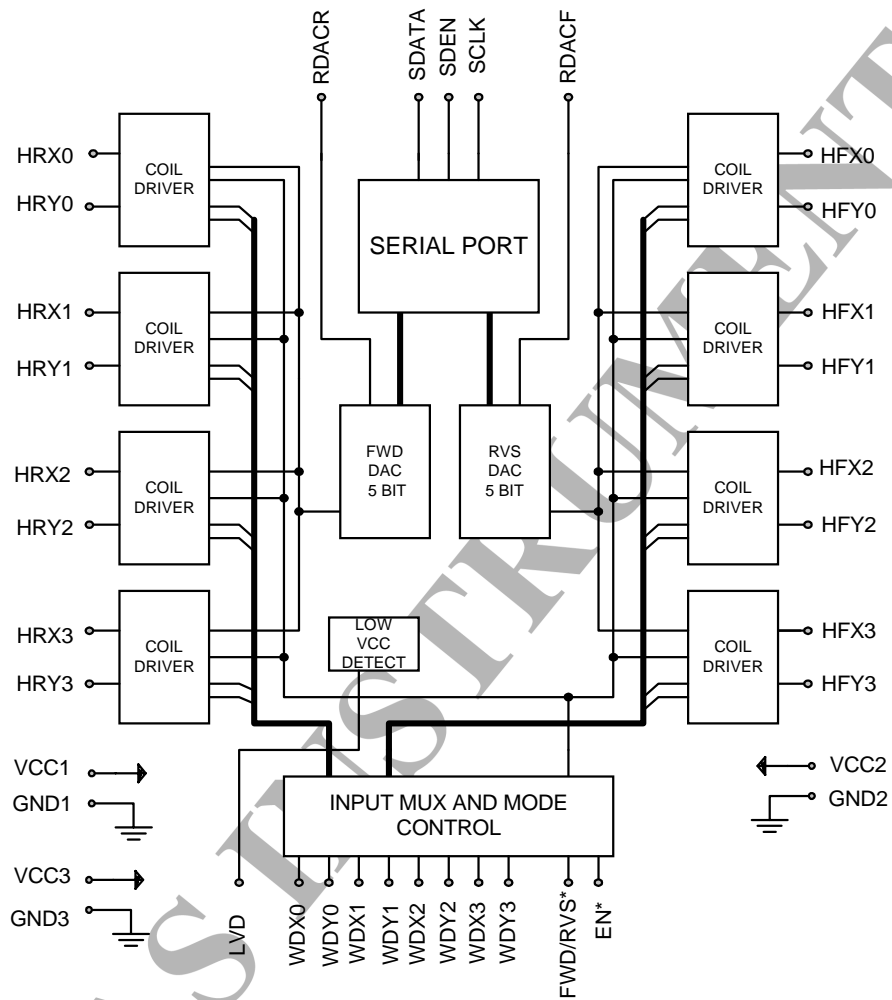 RDACR
SDATA
SDEN
SCLK
RDACF
HRX0
HRY0
COIL
DRIVER
COIL
DRIVER
HFX0
HFY0
SERIAL PORT
HRX1
HRY1
COIL
DRIVER
COIL
DRIVER
HFX1
HFY1
HRX2
HRY2
COIL
DRIVER
FWD
DAC
5 BIT
RVS
DAC
5 BIT
COIL
DRIVER
HFX2
HFY2
HRX3
HRY3
COIL
DRIVER
LOW
VCC
DETECT
COIL
DRIVER
HFX3
HFY3
VCC1
GND1
INPUT MUX AND MODE
CONTROL
VCC2
GND2
VCC3
GND3
LVD
WDX0
WDY0
WDX1
WDY1
WDX2
WDY2
WDX3
WDY3
FWD/RVS*
EN*
S INSTRUMENT